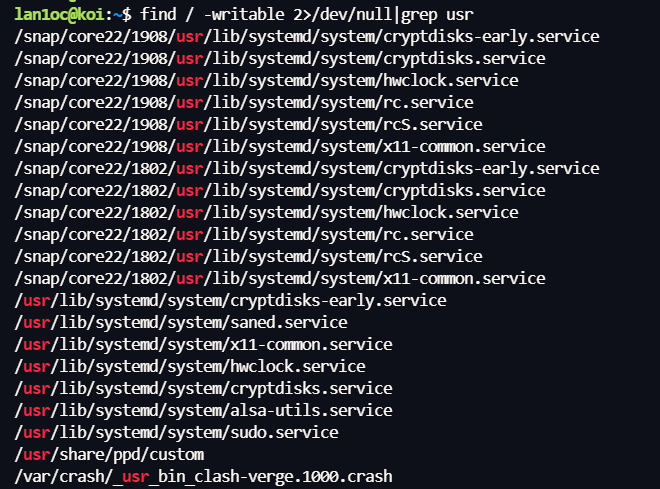 lan1oc@koi:~$ find / -writable 2>/dev/null|grep usr
/snap/core22/1908/usr/lib/systemd/system/cryptdisks-early.service
/snap/core22/1908/usr/lib/systemd/system/cryptdisks.service
/snap/core22/1908/usr/lib/systemd/system/hwclock.service
/snap/core22/1908/usr/lib/systemd/system/rc.service
/snap/core22/1908/usr/lib/systemd/system/rcS.service
/snap/core22/1908/usr/lib/systemd/system/x11-common.service
/snap/core22/1802/usr/lib/systemd/system/cryptdisks-early.service
/snap/core22/1802/usr/lib/systemd/system/cryptdisks.service
/snap/core22/1802/usr/lib/systemd/system/hwclock.service
/snap/core22/1802/usr/lib/systemd/system/rc.service
/snap/core22/1802/usr/lib/systemd/system/rcS.service
/snap/core22/1802/usr/lib/systemd/system/x11-common.service
/usr/lib/systemd/system/cryptdisks-early.service
/usr/lib/systemd/system/saned.service
/usr/lib/systemd/system/x11-common.service
/usr/lib/systemd/system/hwclock.service
/usr/lib/systemd/system/cryptdisks.service
/usr/lib/systemd/system/alsa-utils.service
/usr/lib/systemd/system/sudo.service
/usr/share/ppd/custom
/var/crash/_usr_bin_clash-verge.1000.crash